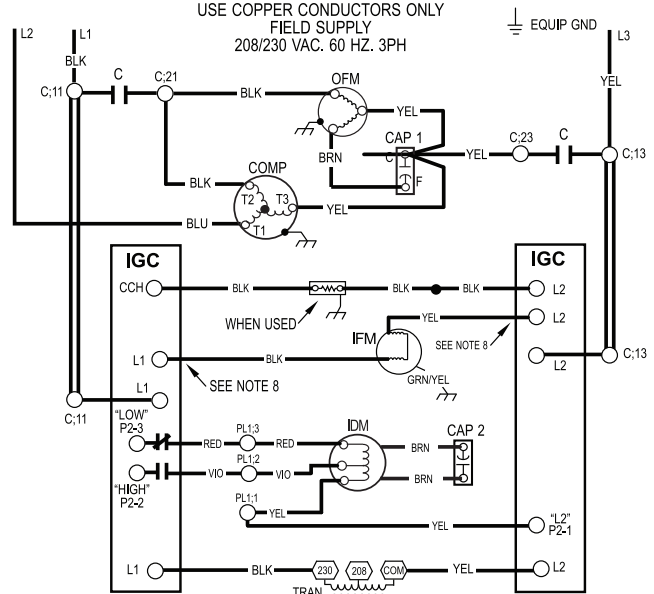 USE COPPER CONDUCTORS ONLY
FIELD SUPPLY
208/230 VAC. 60 HZ. 3PH
EQUIP GND
L2
L1
L3
BLK
YEL
C;11
C
C;21
BLK
OFM
YEL
CAP 1
C
F
BRN
YEL
C;23
C
C;13
COMP
BLK
T2
T3
T1
YEL
BLU
IGC
IGC
CCH
BLK
BLK
BLK
L2
WHEN USED
YEL
L2
SEE NOTE 8
IFM
L1
BLK
L2
C;13
SEE NOTE 8
GRN/YEL
L1
C;11
"LOW"
P2-3
RED
PL1;3
RED
IDM
BRN
CAP 2
VIO
PL1;2
VIO
BRN
"HIGH"
P2-2
PL1;1
YEL
YEL
"L2"
P2-1
L1
BLK
230
208
COM
YEL
L2
TRAN